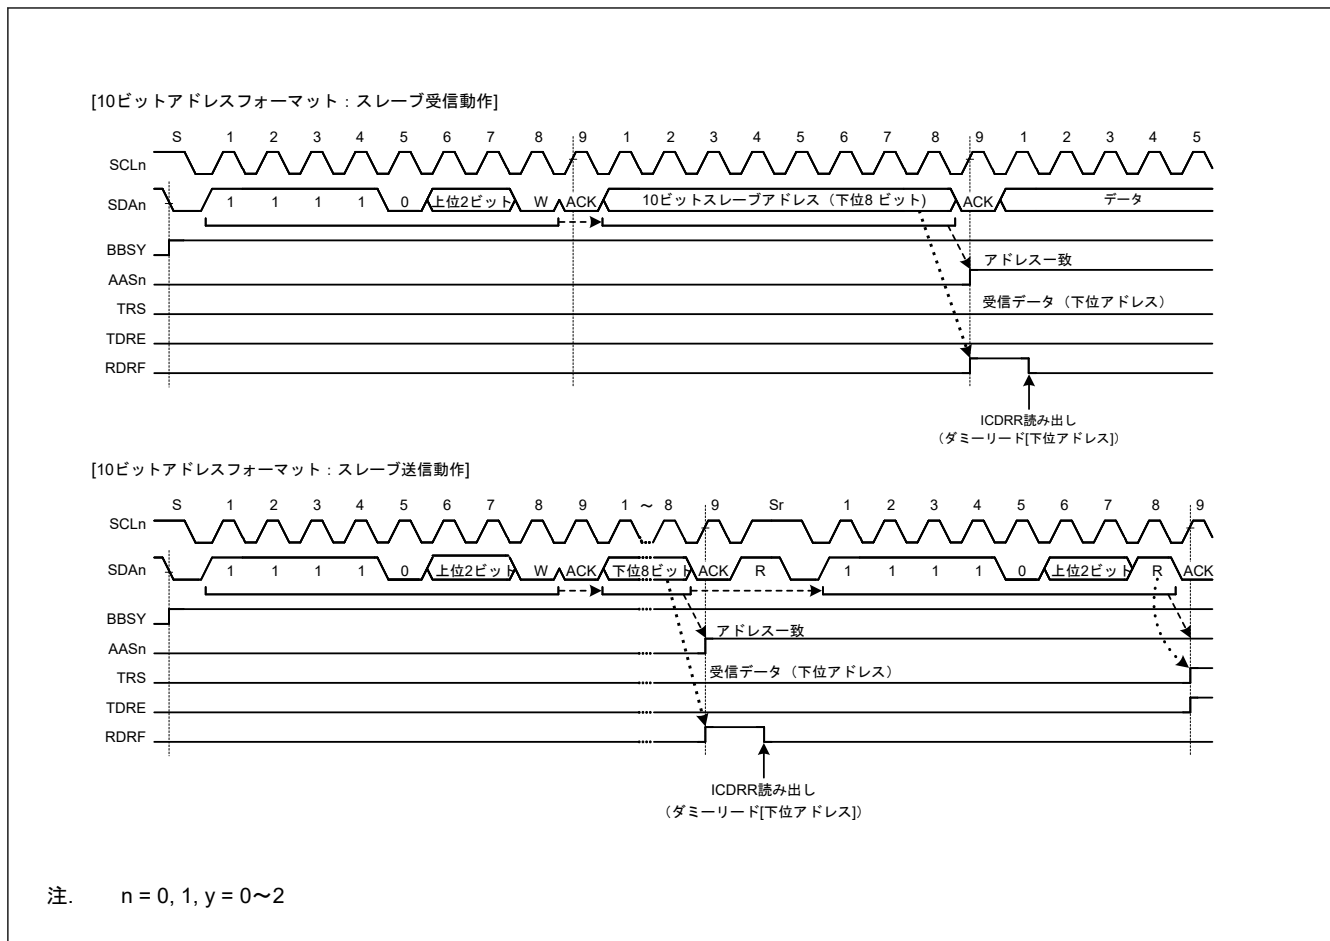 [10ビットアドレスフォーマット：スレーブ受信動作]
S 1 2 3 4 5 6 7 8 9 1 2 3 4 5 6 7 8 9 1 2 3 4 5
SCLn
SDAn 1 1 1 1 0 上位2ビット W ACK 10ビットスレーブアドレス（下位8 ビット) ACK データ
BBSY
アドレス一致
AASn
TRS 受信データ（下位アドレス）
TDRE
RDRF
ICDRR読み出し
（ダミーリード[下位アドレス]）
[10ビットアドレスフォーマット：スレーブ送信動作]
S 1 2 3 4 5 6 7 8 9 1 ～ 8 9 Sr 1 2 3 4 5 6 7 8 9
SCLn
SDAn 1 1 1 1 0 上位2ビット W ACK 下位8ビット ACK R 1 1 1 1 0 上位2ビット R ACK
BBSY
アドレス一致
AASn
TRS 受信データ（下位アドレス）
TDRE
RDRF
ICDRR読み出し
（ダミーリード[下位アドレス]）
注. n = 0, 1, y = 0～2